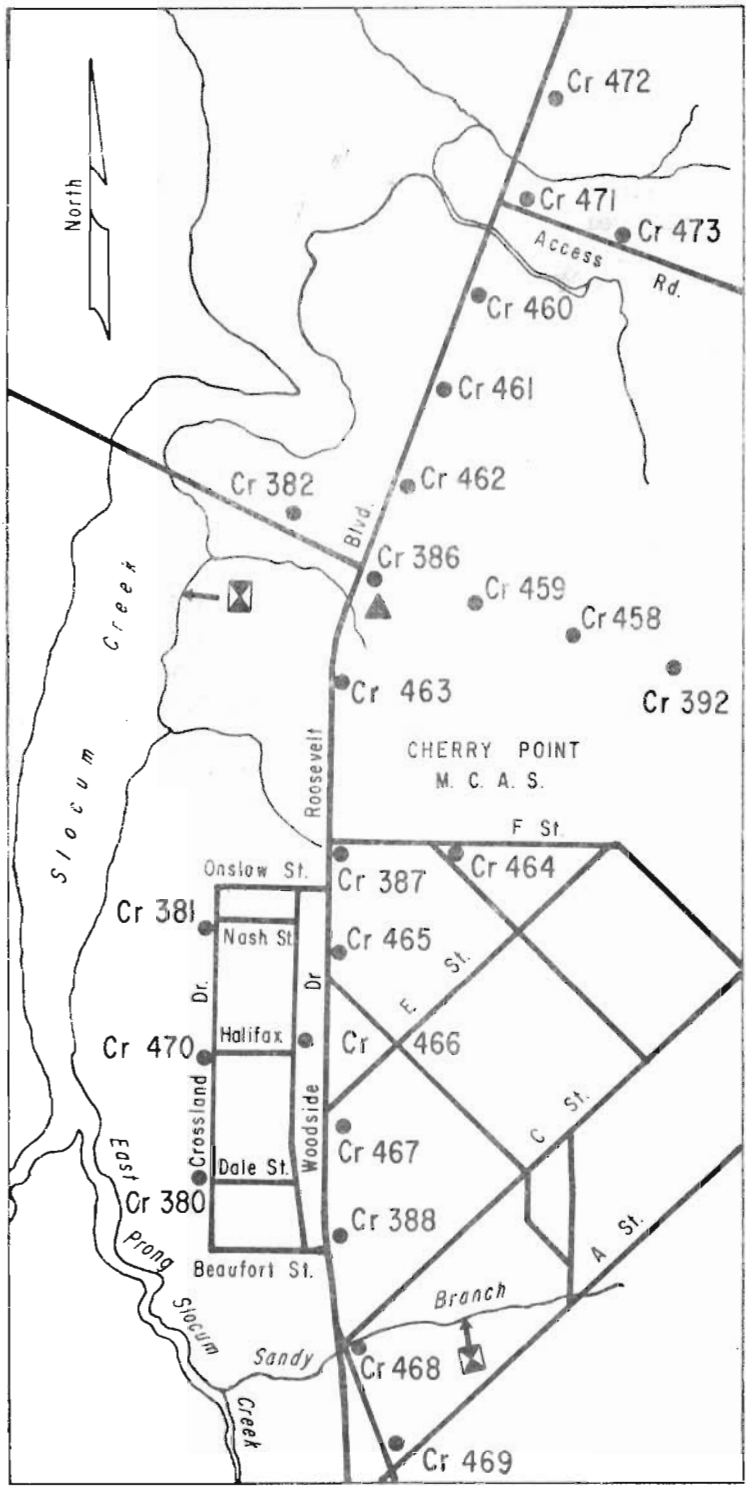 Cr 472
North
Cr 471
Cr 473
Access Rd.
Cr 460
Cr 461
Cr 382
Cr 462
Blvd.
Cr 386
Cr 459
Cr 458
Cr 392
Slocum Creek
Cr 463
Roosevelt
CHERRY POINT
M. C. A. S.
F St.
Onslow St.
Cr 387
Cr 464
Cr 381
Nash St.
Cr 465
Dr.
Dr
E. St.
Halifax
Cr 466
Cr 470
Crossland
Woodside
C St.
Cr 467
Dale St.
Cr 380
Cr 388
A St.
Beaufort St.
East Prong Slocum Creek
Sandy Branch
Cr 468
Cr 469